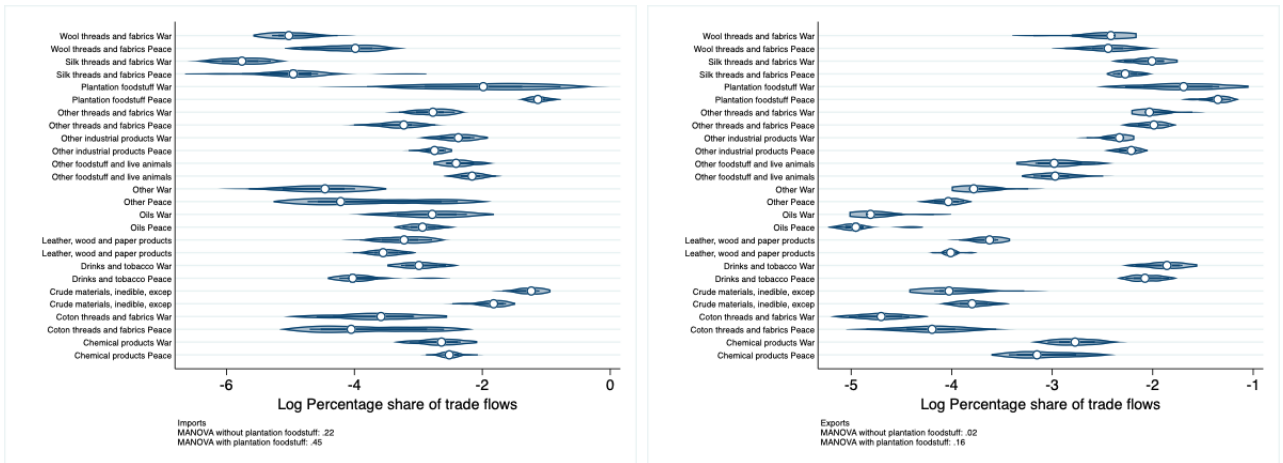 Wool threads and fabrics War
Wool threads and fabrics Peace
Silk threads and fabrics War
Silk threads and fabrics Peace
Plantation foodstuff War
Plantation foodstuff Peace
Other threads and fabrics War
Other threads and fabrics Peace
Other industrial products War
Other industrial products Peace
Other foodstuff and live animals
Other foodstuff and live animals
Other War
Other Peace
Oils War
Oils Peace
Leather, wood and paper products
Leather, wood and paper products
Drinks and tobacco War
Drinks and tobacco Peace
Crude materials, inedible, excep
Crude materials, inedible, excep
Coton threads and fabrics War
Coton threads and fabrics Peace
Chemical products War
Chemical products Peace
-6 -4 -2 0
Log Percentage share of trade flows
Imports
MANOVA without plantation foodstuff: .22
MANOVA with plantation foodstuff: .45
Wool threads and fabrics War
Wool threads and fabrics Peace
Silk threads and fabrics War
Silk threads and fabrics Peace
Plantation foodstuff War
Plantation foodstuff Peace
Other threads and fabrics War
Other threads and fabrics Peace
Other industrial products War
Other industrial products Peace
Other foodstuff and live animals
Other foodstuff and live animals
Other War
Other Peace
Oils War
Oils Peace
Leather, wood and paper products
Leather, wood and paper products
Drinks and tobacco War
Drinks and tobacco Peace
Crude materials, inedible, excep
Crude materials, inedible, excep
Coton threads and fabrics War
Coton threads and fabrics Peace
Chemical products War
Chemical products Peace
-5 -4 -3 -2 -1
Log Percentage share of trade flows
Exports
MANOVA without plantation foodstuff: .02
MANOVA with plantation foodstuff: .16